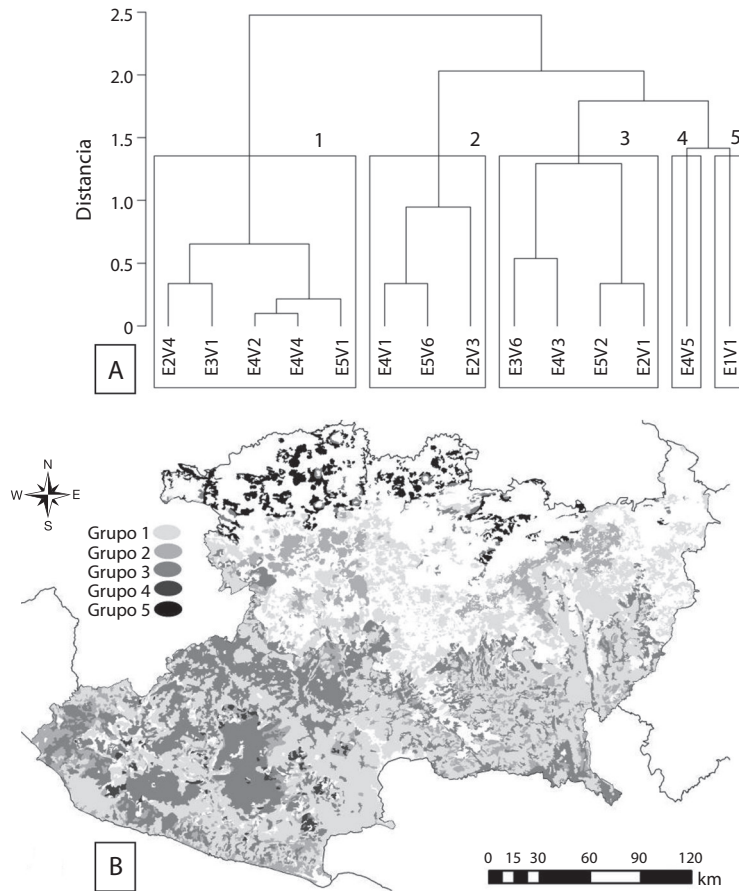 2.5
2.0
1.5
1.0
0.5
0
Distancia
1
2
3
4
5
E2V4
E3V1
E4V2
E4V4
E5V1
E4V1
E5V6
E2V3
E3V6
E4V3
E5V2
E2V1
E4V5
E1V1
A
N
W
E
S
Grupo 1
Grupo 2
Grupo 3
Grupo 4
Grupo 5
B
0 15 30 60 90 120
km